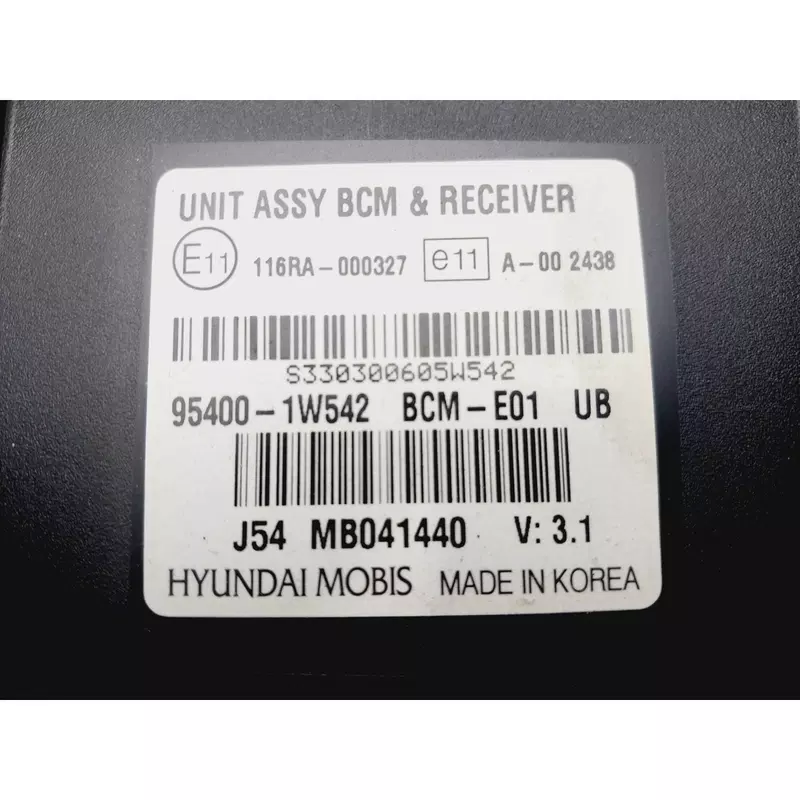 UNIT ASSY BCM & RECEIVER
E11 116RA-000327 e11 A-00 2438
S330300605W542
95400-1W542 BCM-E01 UB
J54 MB041440 V: 3.1
HYUNDAI MOBIS MADE IN KOREA